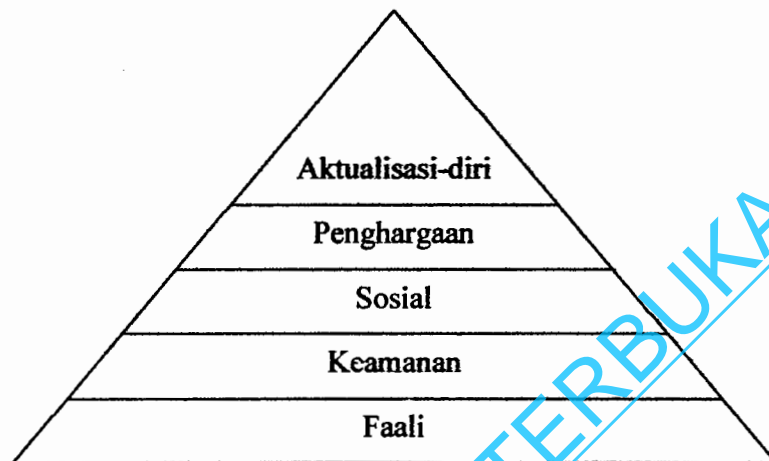 Aktualisasi-diri
Penghargaan
Sosial
Keamanan
Faali
TERBUKA